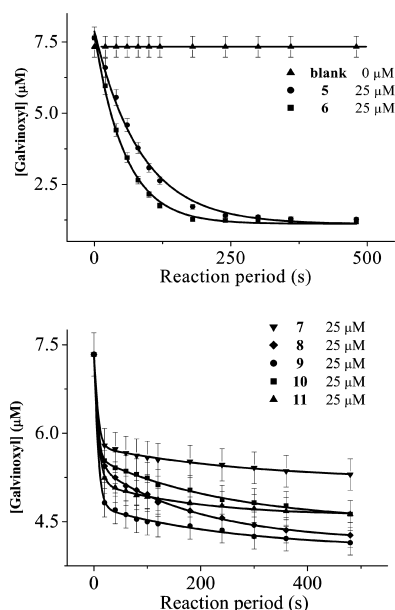 7.5
5.0
2.5
[Galvinoxyl] (μM)
blank 0 μM
5 25 μM
6 25 μM
0 250 500
Reaction period (s)
7.5
6.0
4.5
[Galvinoxyl] (μM)
7 25 μM
8 25 μM
9 25 μM
10 25 μM
11 25 μM
0 200 400
Reaction period (s)